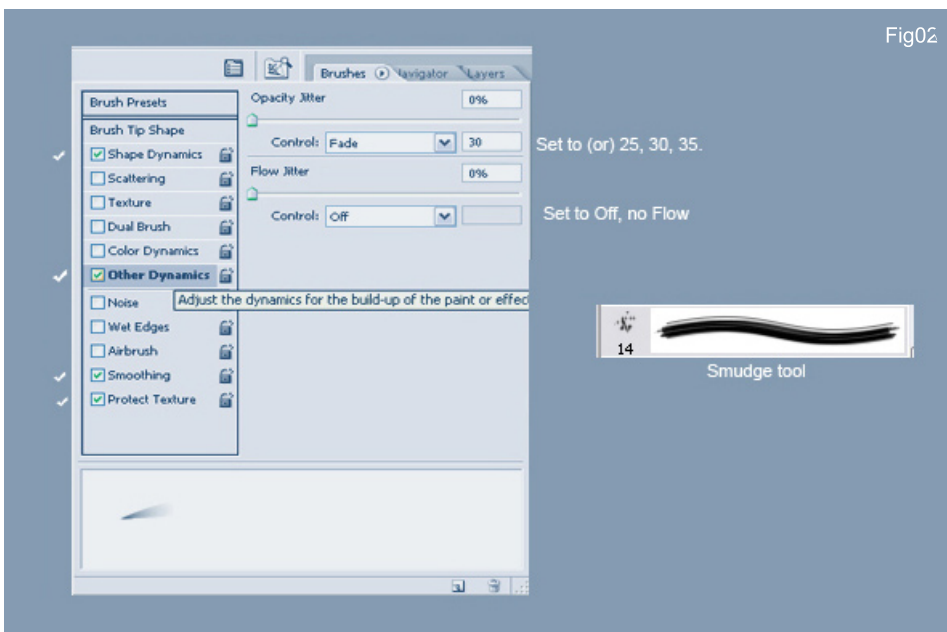 Fig02
Brushes Navigator Layers
Brush Presets
Opacity Jitter 0%
Brush Tip Shape
Control: Fade 30
Set to (or) 25, 30, 35.
Shape Dynamics
Flow Jitter 0%
Scattering
Texture
Control: Off
Set to Off, no Flow
Dual Brush
Color Dynamics
Other Dynamics
Noise
Adjust the dynamics for the build-up of the paint or effec
Wet Edges
Airbrush
14
Smoothing
Smudge tool
Protect Texture